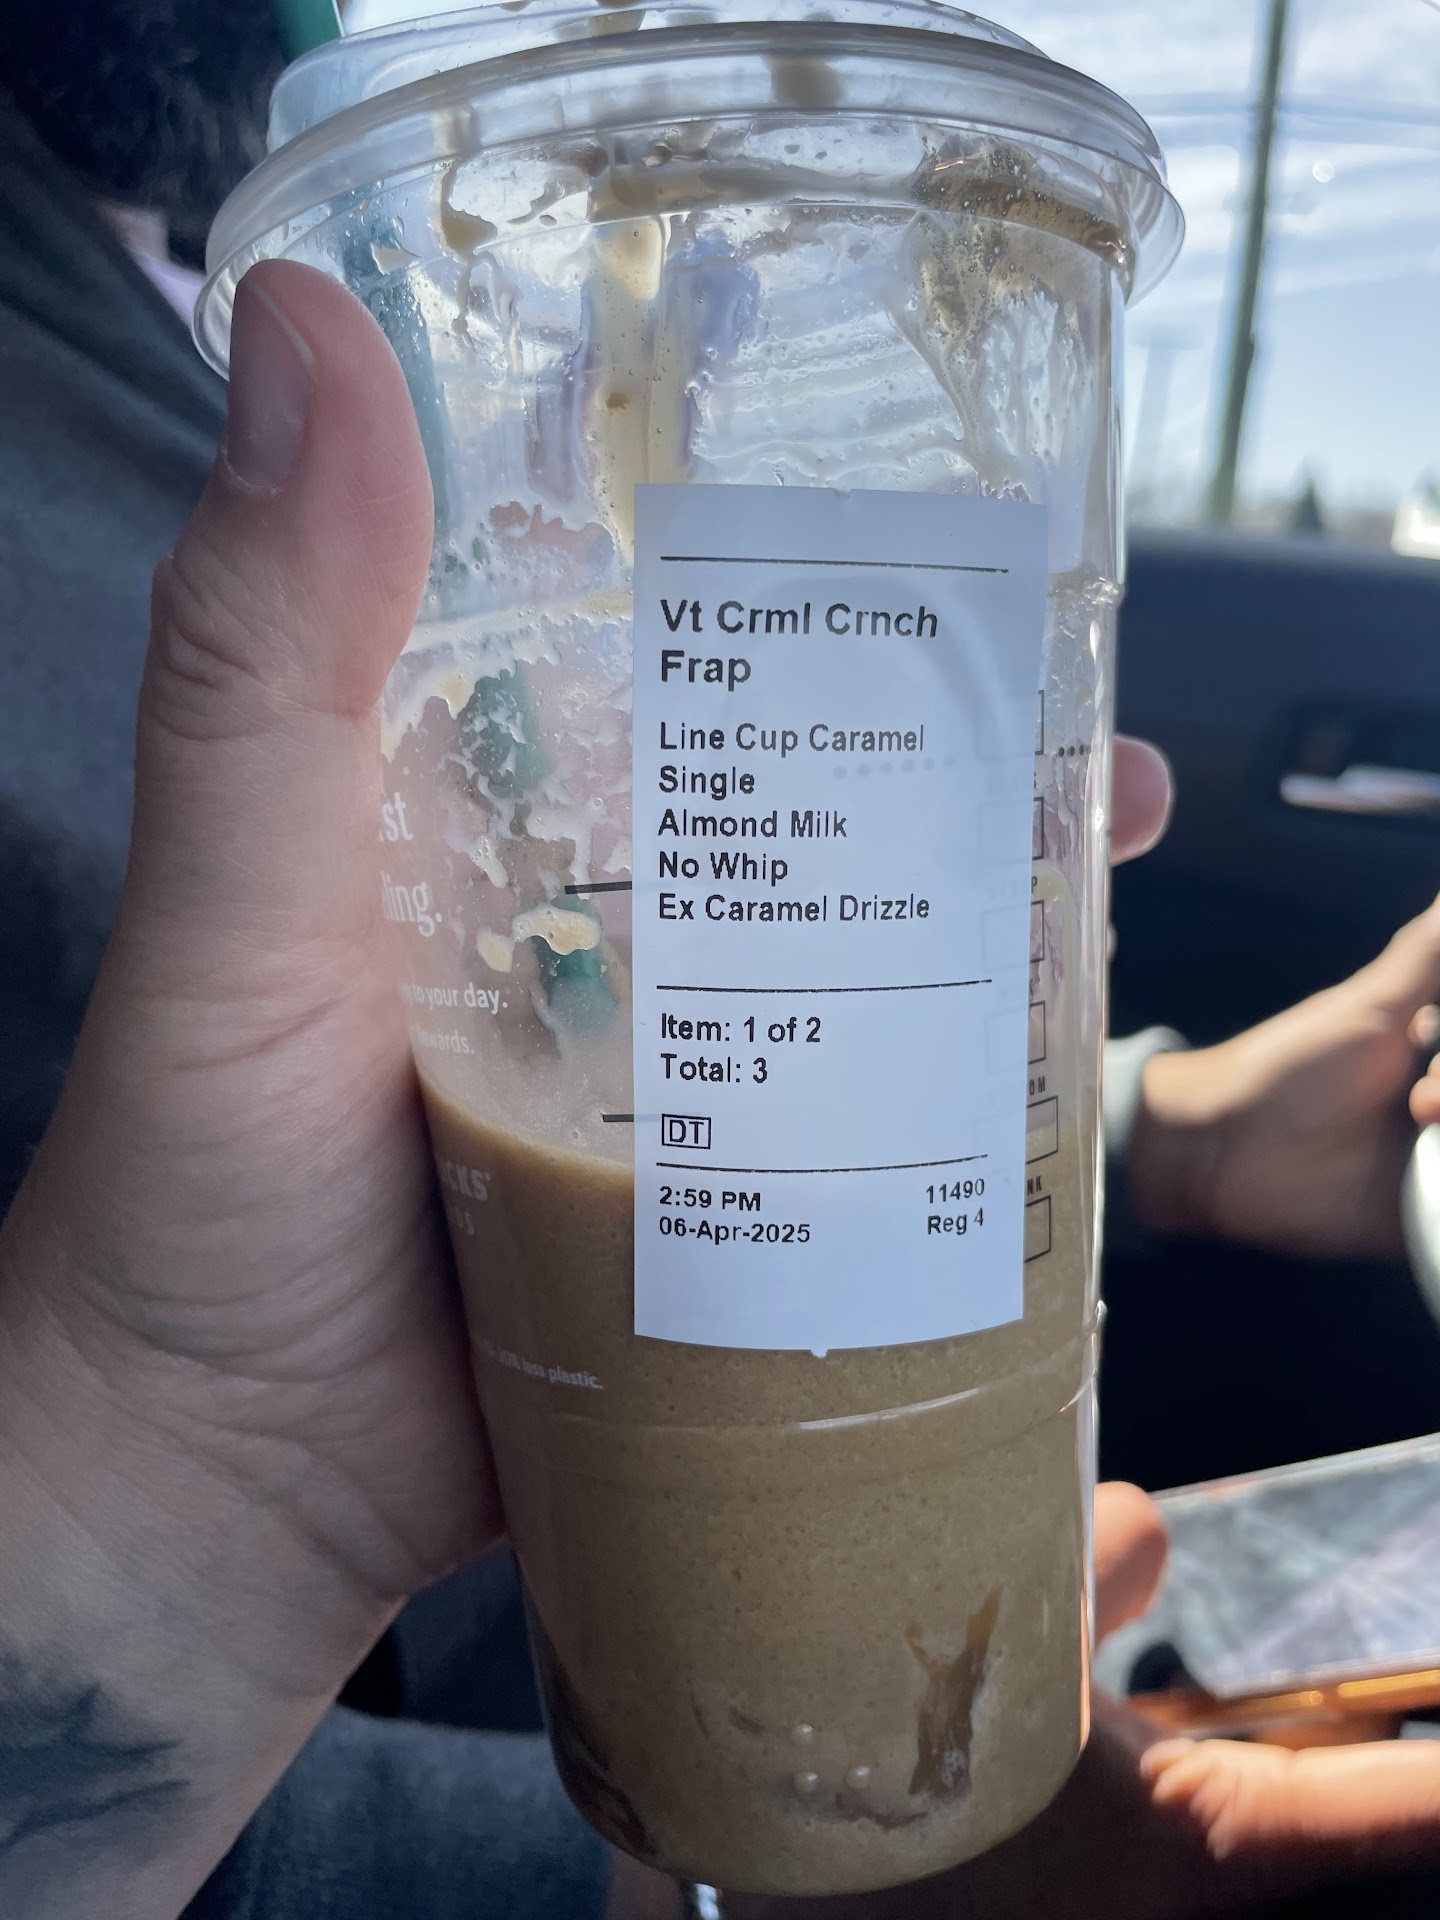 Vt Crml Crnch
Frap
Line Cup Caramel
Single
Almond Milk
No Whip
Ex Caramel Drizzle
Item: 1 of 2
Total: 3
DT
2:59 PM 11490
06-Apr-2025 Reg 4
to your day.
less plastic.